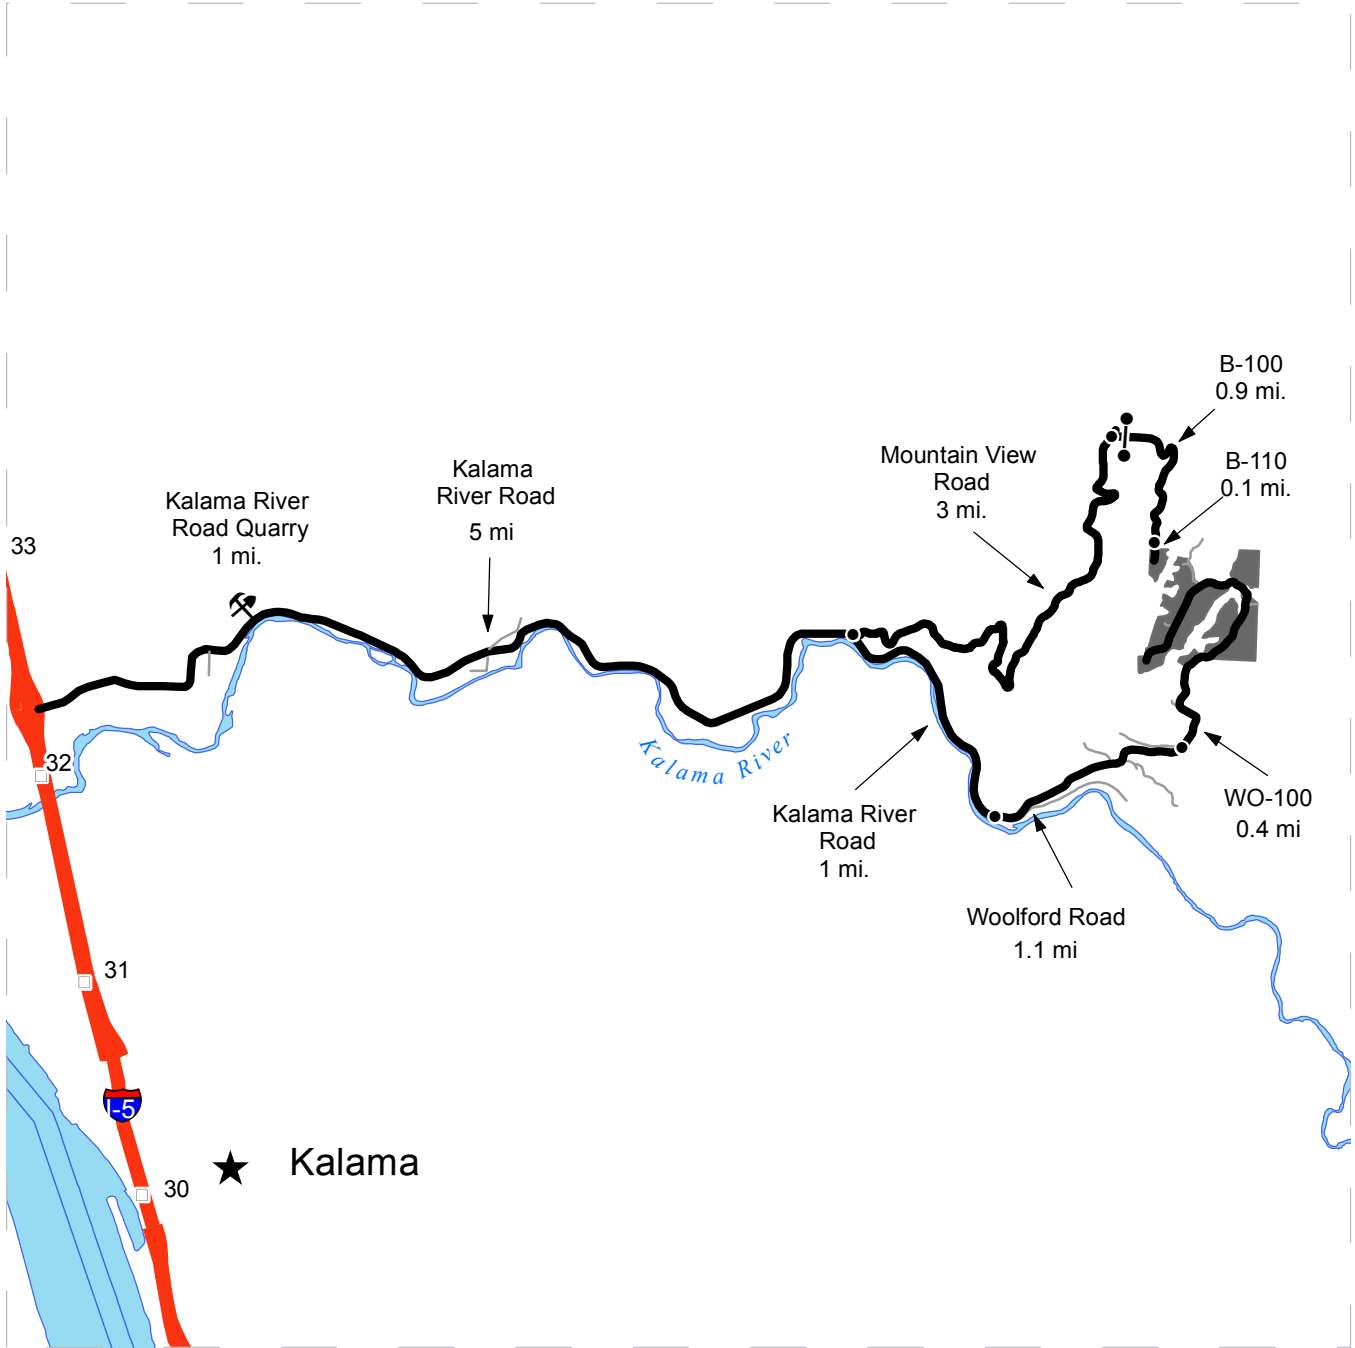 B-100
0.9 mi.
Mountain View
Road
3 mi.
B-110
0.1 mi.
Kalama
River Road
5 mi
Kalama River
Road Quarry
1 mi.
33
32
Kalama River
Kalama River
Road
1 mi.
WO-100
0.4 mi
Woolford Road
1.1 mi
31
I-5
Kalama
30